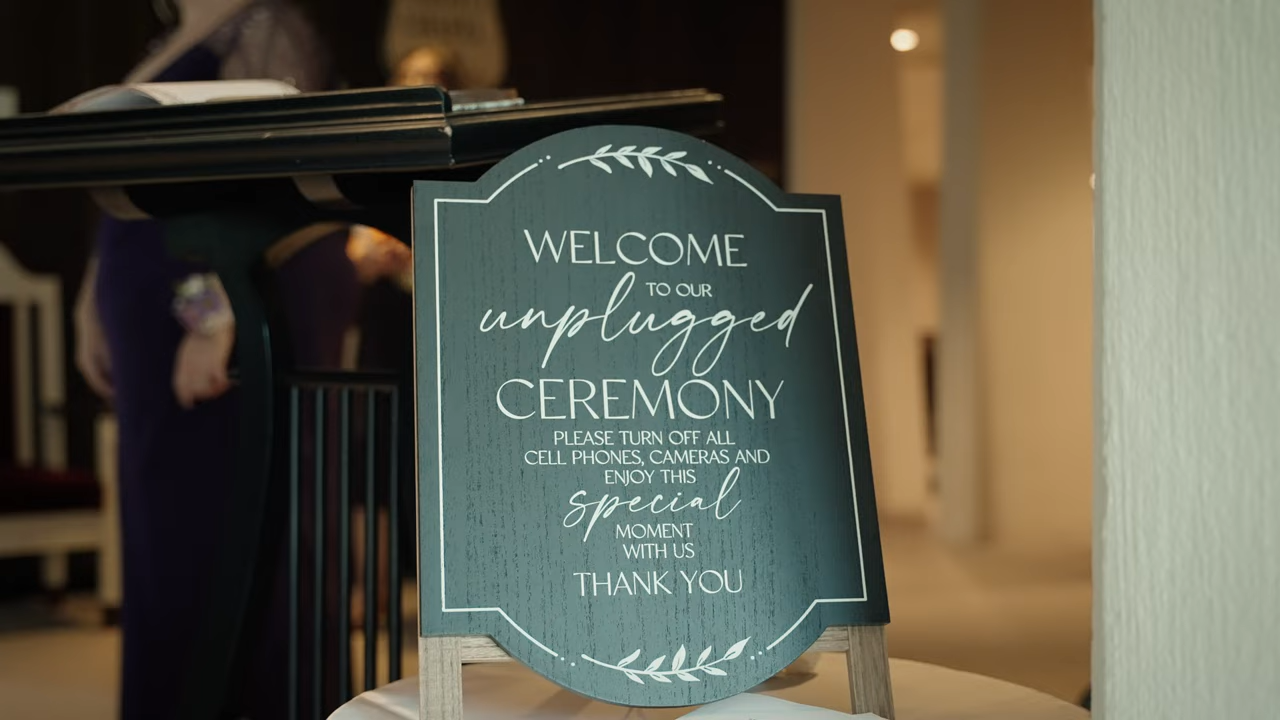 WELCOME
TO OUR
unplugged
CEREMONY
PLEASE TURN OFF ALL
CELL PHONES, CAMERAS AND
ENJOY THIS
special
MOMENT
WITH US
THANK YOU